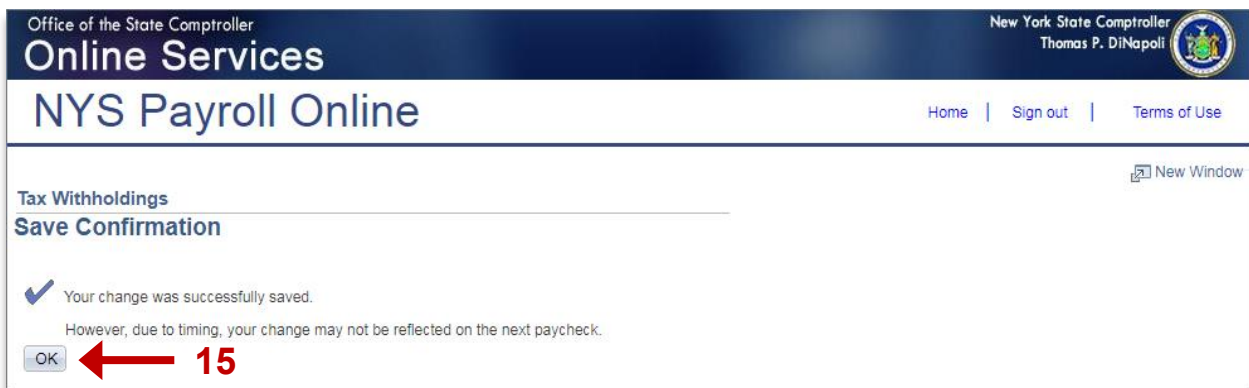 Office of the State Comptroller
Online Services
New York State Comptroller
Thomas P. DiNapoli
NYS Payroll Online
Home | Sign out | Terms of Use
New Window
Tax Withholdings
Save Confirmation
Your change was successfully saved.
However, due to timing, your change may not be reflected on the next paycheck.
OK 15